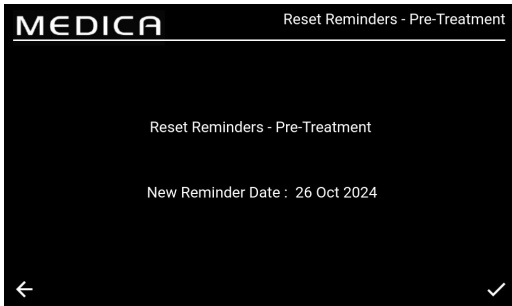 MEDICA
Reset Reminders - Pre-Treatment
Reset Reminders - Pre-Treatment
New Reminder Date : 26 Oct 2024